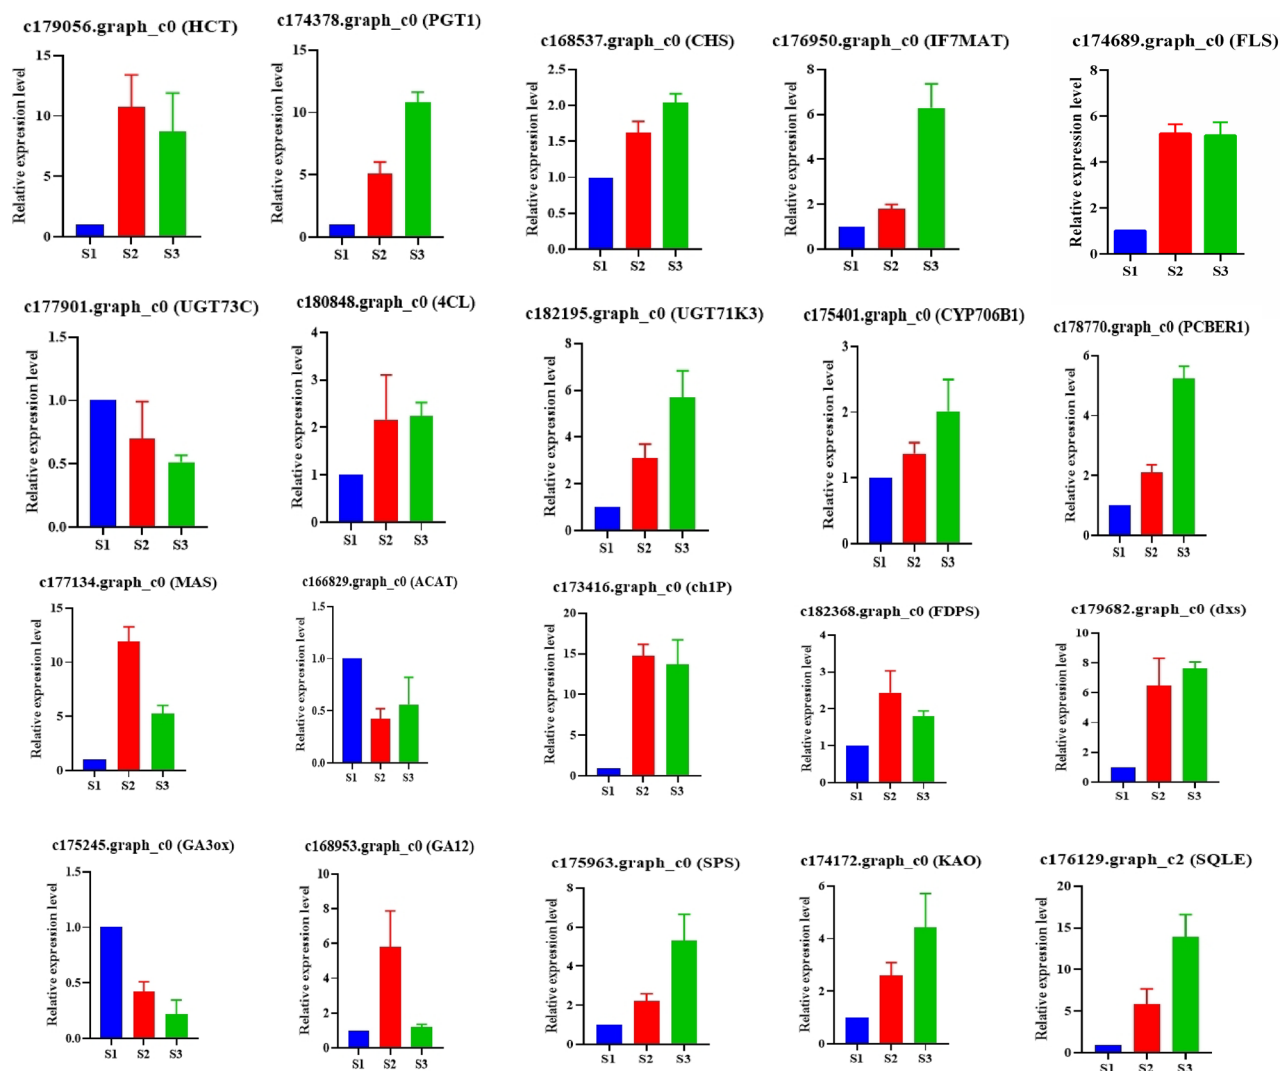 c179056.graph_c0 (HCT)
Relative expression level
15
10
5
0
S1 S2 S3
c174378.graph_c0 (PGT1)
Relative expression level
15
10
5
0
S1 S2 S3
c168537.graph_c0 (CHS)
Relative expression level
2.5
2.0
1.5
1.0
0.5
0.0
S1 S2 S3
c176950.graph_c0 (IF7MAT)
Relative expression level
8
6
4
2
0
S1 S2 S3
c174689.graph_c0 (FLS)
Relative expression level
8
6
4
2
0
S1 S2 S3
c177901.graph_c0 (UGT73C)
Relative expression level
1.5
1.0
0.5
0.0
S1 S2 S3
c180848.graph_c0 (4CL)
Relative expression level
4
3
2
1
0
S1 S2 S3
c182195.graph_c0 (UGT71K3)
Relative expression level
8
6
4
2
0
S1 S2 S3
c175401.graph_c0 (CYP706B1)
Relative expression level
3
2
1
0
S1 S2 S3
c178770.graph_c0 (PCBER1)
Relative expression level
6
4
2
0
S1 S2 S3
c177134.graph_c0 (MAS)
Relative expression level
15
10
5
0
S1 S2 S3
c166829.graph_c0 (ACAT)
Relative expression level
1.5
1.0
0.5
0.0
S1 S2 S3
c173416.graph_c0 (ch1P)
Relative expression level
20
15
10
5
0
S1 S2 S3
c182368.graph_c0 (FDPS)
Relative expression level
4
3
2
1
0
S1 S2 S3
c179682.graph_c0 (dxs)
Relative expression level
10
8
6
4
2
0
S1 S2 S3
c175245.graph_c0 (GA3ox)
Relative expression level
1.5
1.0
0.5
0.0
S1 S2 S3
c168953.graph_c0 (GA12)
Relative expression level
10
8
6
4
2
0
S1 S2 S3
c175963.graph_c0 (SPS)
Relative expression level
8
6
4
2
0
S1 S2 S3
c174172.graph_c0 (KAO)
Relative expression level
6
4
2
0
S1 S2 S3
c176129.graph_c2 (SQLE)
Relative expression level
20
15
10
5
0
S1 S2 S3